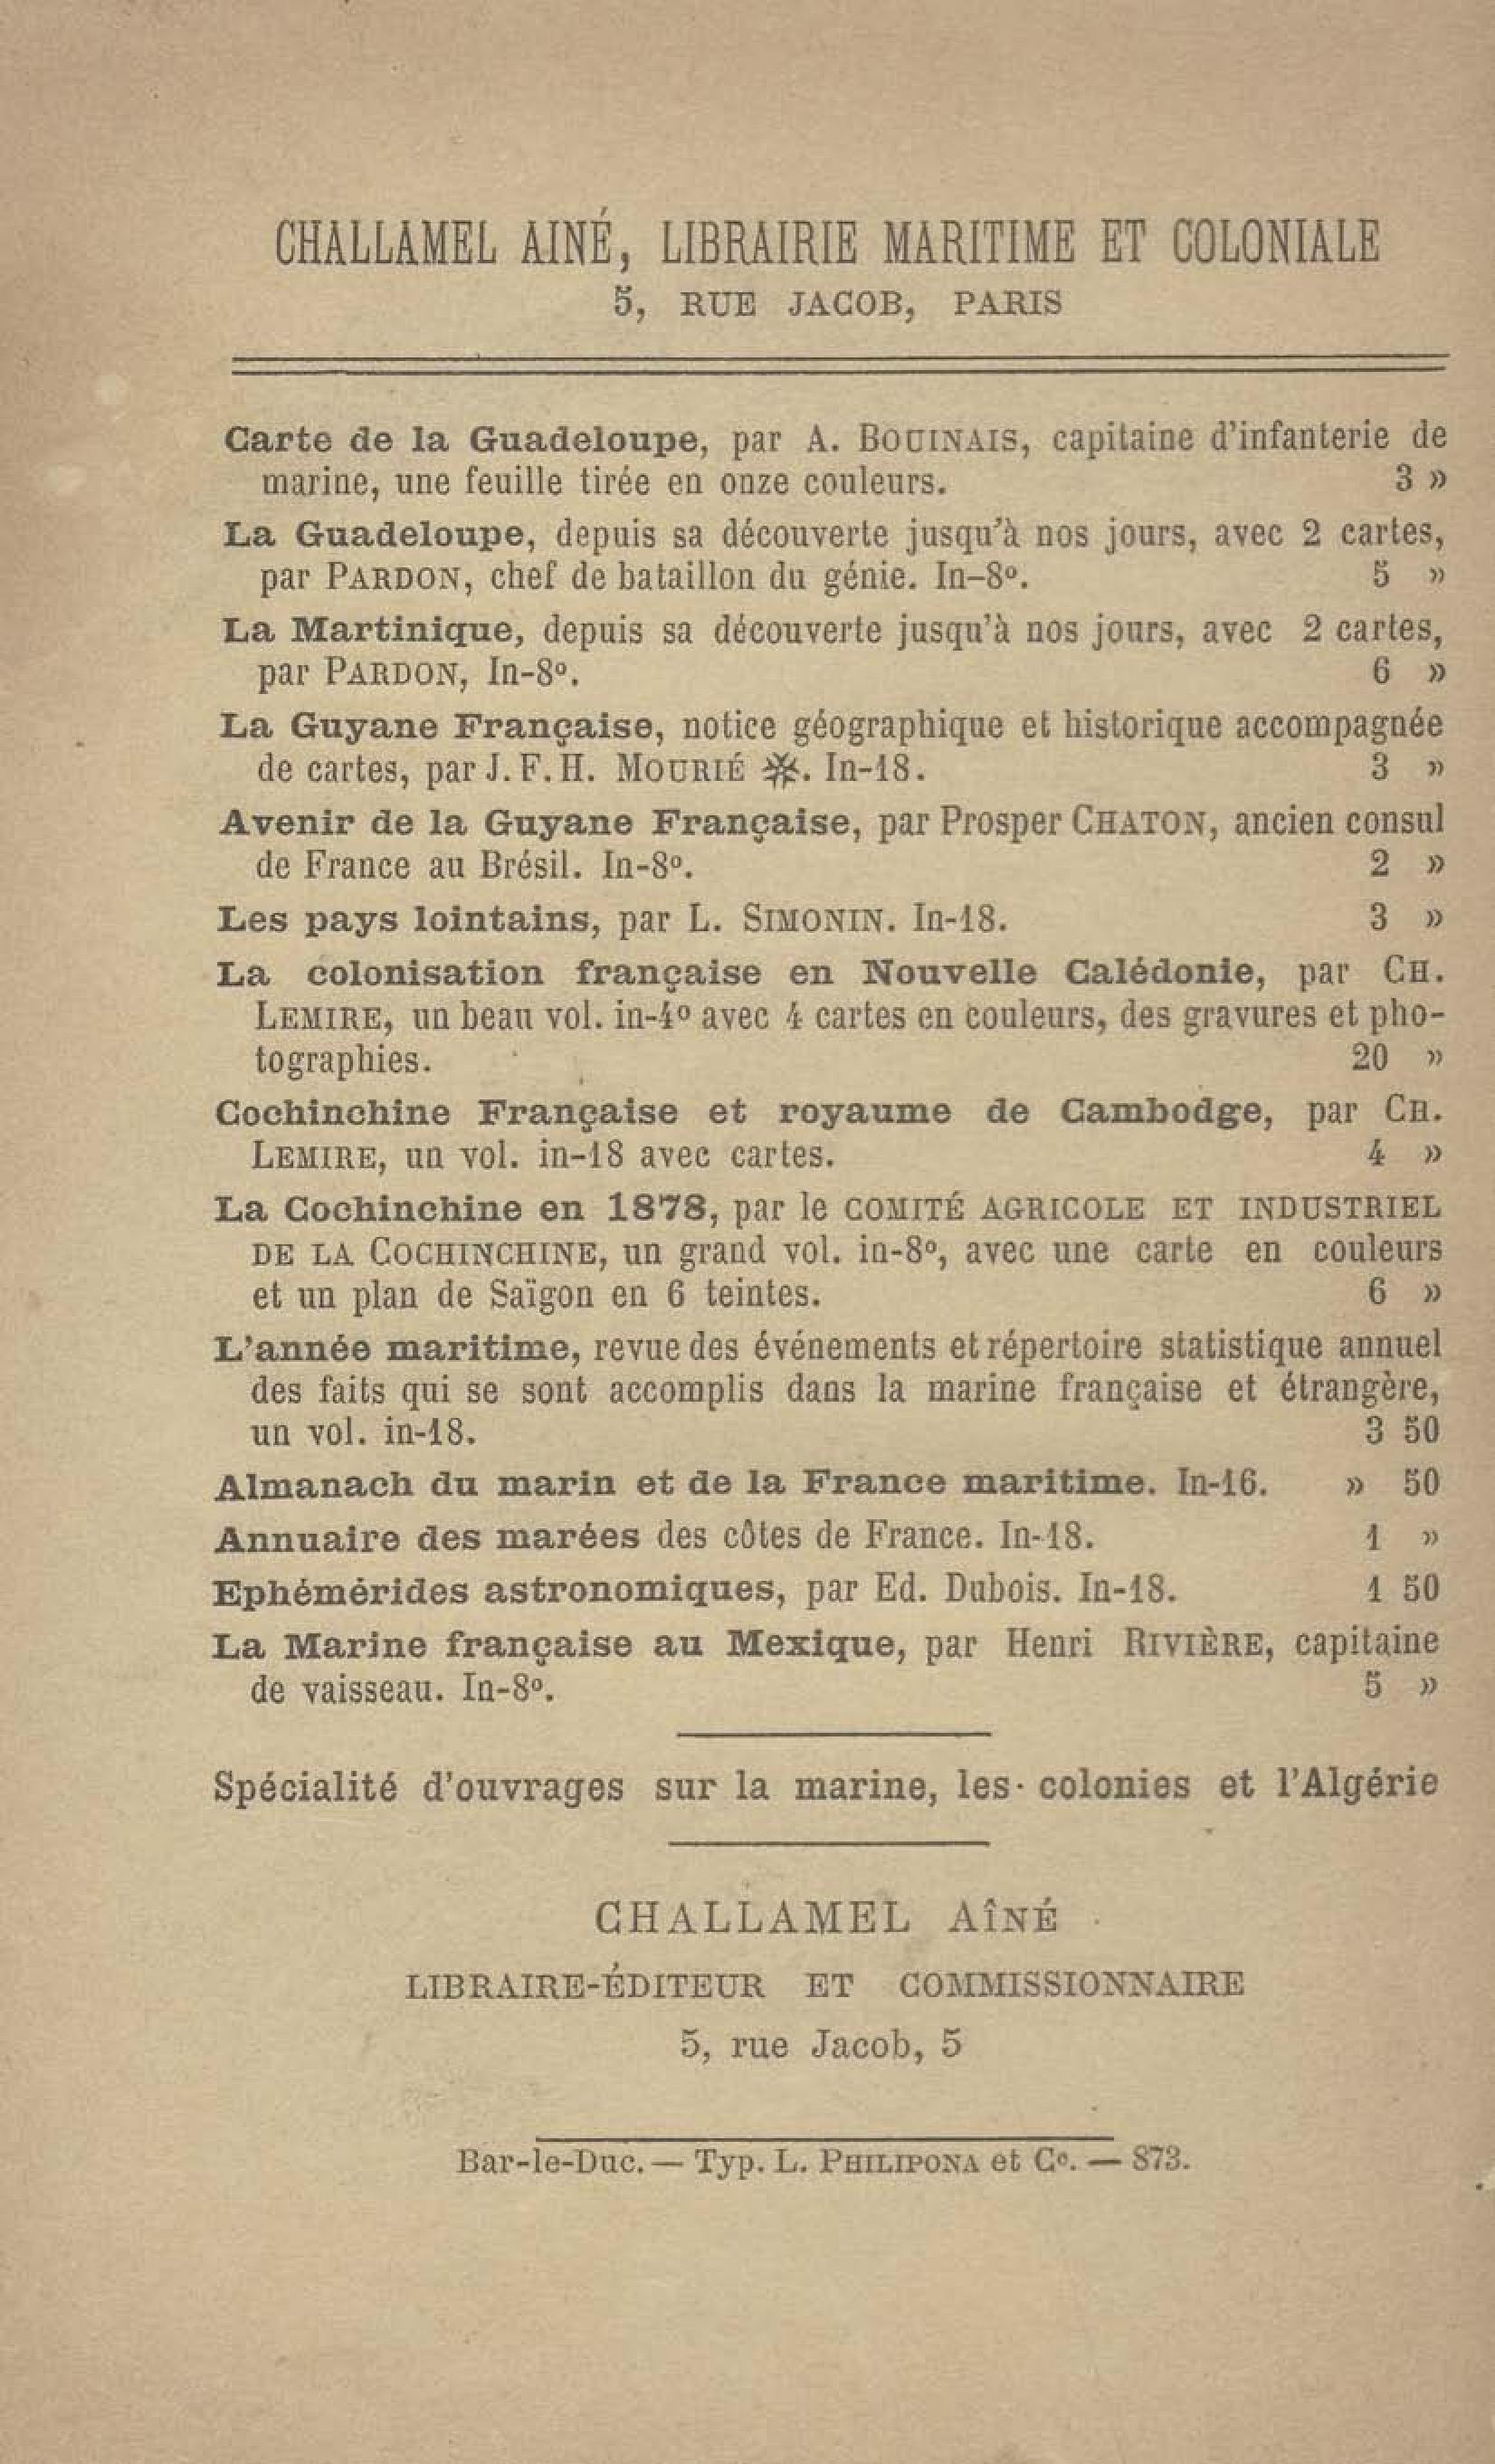 CHALLAMEL AINÉ, LIBRAIRIE MARITIME ET COLONIALE
5, RUE JACOB, PARIS
Carte de la Guadeloupe, par A. BOUINAIS, capitaine d'infanterie de
marine, une feuille tirée en onze couleurs. 3 »
La Guadeloupe, depuis sa découverte jusqu'à nos jours, avec 2 cartes,
par PARDON, chef de bataillon du génie. In-8º. 5 »
La Martinique, depuis sa découverte jusqu'à nos jours, avec 2 cartes,
par PARDON, In-8º. 6 »
La Guyane Française, notice géographique et historique accompagnée
de cartes, par J. F. H. MOURIÉ ※. In-18. 3 »
Avenir de la Guyane Française, par Prosper CHATON, ancien consul
de France au Brésil. In-8º. 2 »
Les pays lointains, par L. SIMONIN. In-18. 3 »
La colonisation française en Nouvelle Calédonie, par CH.
LEMIRE, un beau vol. in-4º avec 4 cartes en couleurs, des gravures et pho-
tographies. 20 »
Cochinchine Française et royaume de Cambodge, par CH.
LEMIRE, un vol. in-18 avec cartes. 4 »
La Cochinchine en 1878, par le COMITÉ AGRICOLE ET INDUSTRIEL
DE LA COCHINCHINE, un grand vol. in-8º, avec une carte en couleurs
et un plan de Saïgon en 6 teintes. 6 »
L'année maritime, revue des événements et répertoire statistique annuel
des faits qui se sont accomplis dans la marine française et étrangère,
un vol. in-18. 3 50
Almanach du marin et de la France maritime. In-16. » 50
Annuaire des marées des côtes de France. In-18. 1 »
Ephémérides astronomiques, par Ed. Dubois. In-18. 1 50
La Marine française au Mexique, par Henri RIVIÈRE, capitaine
de vaisseau. In-8º. 5 »
Spécialité d'ouvrages sur la marine, les colonies et l'Algérie
CHALLAMEL AÎNÉ
LIBRAIRE-ÉDITEUR ET COMMISSIONNAIRE
5, rue Jacob, 5
Bar-le-Duc. — Typ. L. PHILIPONA et Cº. — 873.